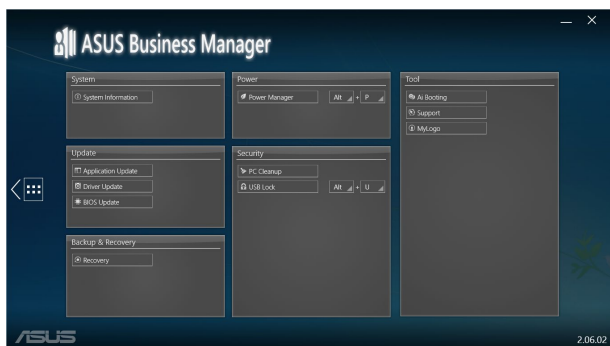 ASUS Business Manager
System
System Information
Power
Power Manager Alt + P
Tool
Ai Booting
Support
MyLogo
Update
Application Update
Driver Update
BIOS Update
Security
PC Cleanup
USB Lock Alt + U
Backup & Recovery
Recovery
ASUS
2.06.02